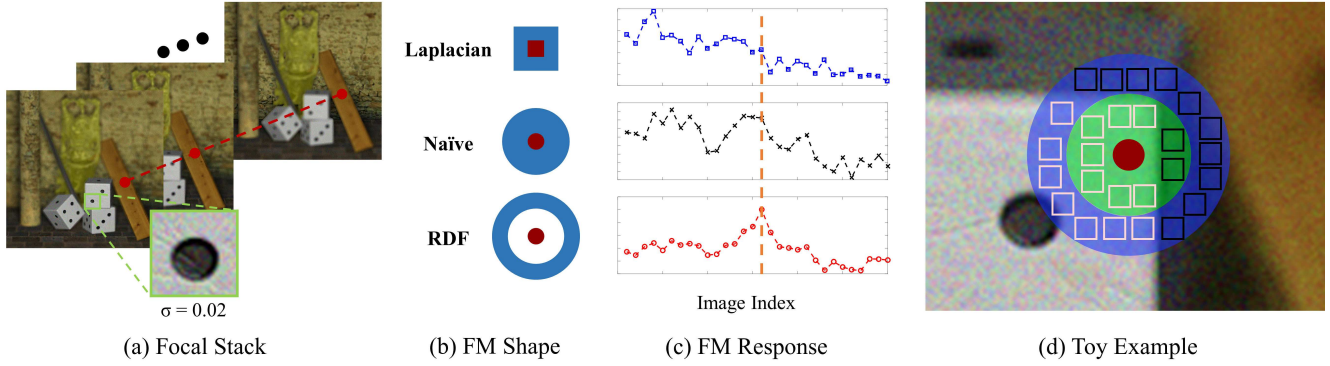 Laplacian
Naïve
RDF
σ = 0.02
Image Index
(a) Focal Stack
(b) FM Shape
(c) FM Response
(d) Toy Example